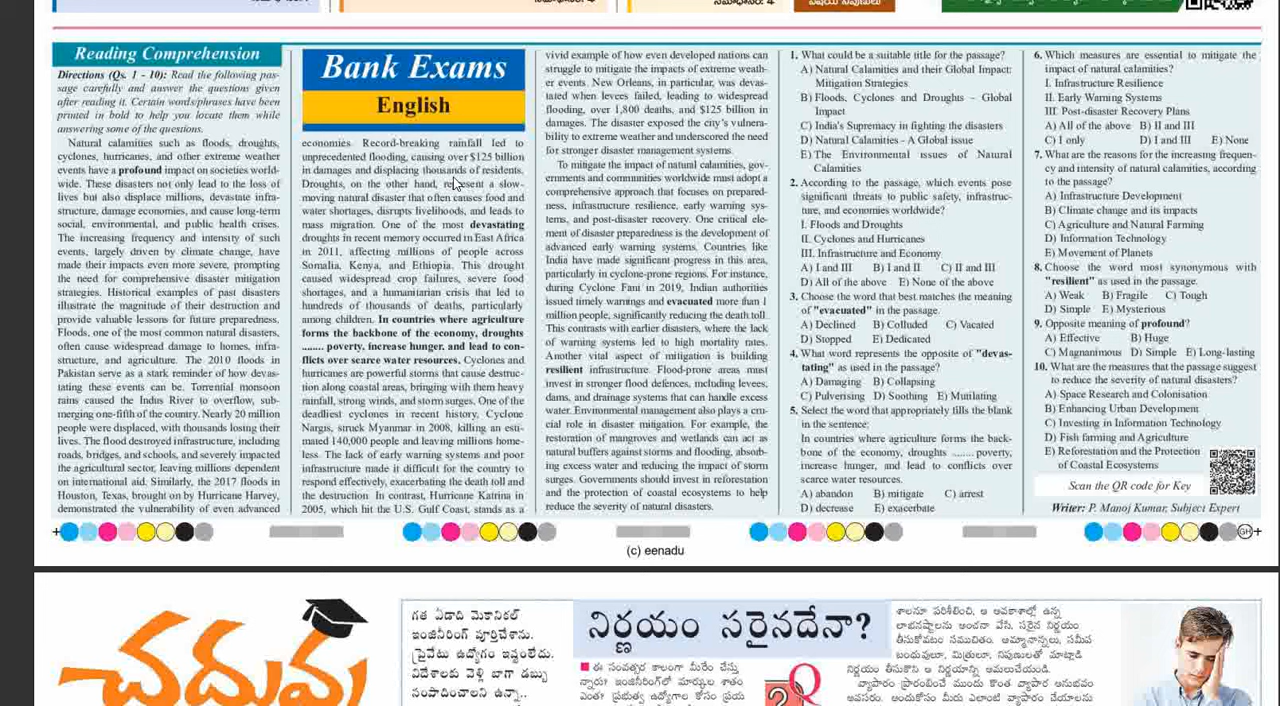 Reading Comprehension
Directions (Qs. 1 - 10): Read the following pas-
sage carefully and answer the questions given
after reading it. Certain words/phrases have been
printed in bold to help you locate them while
answering some of the questions.
Natural calamities such as floods, droughts,
cyclones, hurricanes, and other extreme weather
events have a profound impact on societies world-
wide. These disasters not only lead to the loss of
lives but also displace millions, devastate infra-
structure, damage economies, and cause long-term
social, environmental, and public health crises.
The increasing frequency and intensity of such
events, largely driven by climate change, have
made their impacts even more severe, prompting
the need for comprehensive disaster mitigation
strategies. Historical examples of past disasters
illustrate the magnitude of their destruction and
provide valuable lessons for future preparedness.
Floods, one of the most common natural disasters,
often cause widespread damage to homes, infra-
structure, and agriculture. The 2010 floods in
Pakistan serve as a stark reminder of how devas-
tating these events can be. Torrential monsoon
rains caused the Indus River to overflow, sub-
merging one-fifth of the country. Nearly 20 million
people were displaced, with thousands losing their
lives. The flood destroyed infrastructure, including
roads, bridges, and schools, and severely impacted
the agricultural sector, leaving millions dependent
on international aid. Similarly, the 2017 floods in
Houston, Texas, brought on by Hurricane Harvey,
demonstrated the vulnerability of even advanced
Bank Exams
English
economies. Record-breaking rainfall led to
unprecedented flooding, causing over $125 billion
in damages and displacing thousands of residents.
Droughts, on the other hand, represent a slow-
moving natural disaster that often causes food and
water shortages, disrupts livelihoods, and leads to
mass migration. One of the most devastating
droughts in recent memory occurred in East Africa
in 2011, affecting millions of people across
Somalia, Kenya, and Ethiopia. This drought
caused widespread crop failures, severe food
shortages, and a humanitarian crisis that led to
hundreds of thousands of deaths, particularly
among children. In countries where agriculture
forms the backbone of the economy, droughts
........ poverty, increase hunger, and lead to con-
flicts over scarce water resources. Cyclones and
hurricanes are powerful storms that cause destruc-
tion along coastal areas, bringing with them heavy
rainfall, strong winds, and storm surges. One of the
deadliest cyclones in recent history, Cyclone
Nargis, struck Myanmar in 2008, killing an esti-
mated 140,000 people and leaving millions home-
less. The lack of early warning systems and poor
infrastructure made it difficult for the country to
respond effectively, exacerbating the death toll and
the destruction. In contrast, Hurricane Katrina in
2005, which hit the U.S. Gulf Coast, stands as a
vivid example of how even developed nations can
struggle to mitigate the impacts of extreme weath-
er events. New Orleans, in particular, was devas-
tated when levees failed, leading to widespread
flooding, over 1,800 deaths, and $125 billion in
damages. The disaster exposed the city's vulnera-
bility to extreme weather and underscored the need
for stronger disaster management systems.
To mitigate the impact of natural calamities, gov-
ernments and communities worldwide must adopt a
comprehensive approach that focuses on prepared-
ness, infrastructure resilience, early warning sys-
tems, and post-disaster recovery. One critical ele-
ment of disaster preparedness is the development of
advanced early warning systems. Countries like
India have made significant progress in this area,
particularly in cyclone-prone regions. For instance,
during Cyclone Fani in 2019, Indian authorities
issued timely warnings and evacuated more than 1
million people, significantly reducing the death toll.
This contrasts with earlier disasters, where the lack
of warning systems led to high mortality rates.
Another vital aspect of mitigation is building
resilient infrastructure. Flood-prone areas must
invest in stronger flood defences, including levees,
dams, and drainage systems that can handle excess
water. Environmental management also plays a cru-
cial role in disaster mitigation. For example, the
restoration of mangroves and wetlands can act as
natural buffers against storms and flooding, absorb-
ing excess water and reducing the impact of storm
surges. Governments should invest in reforestation
and the protection of coastal ecosystems to help
reduce the severity of natural disasters.
1. What could be a suitable title for the passage?
A) Natural Calamities and their Global Impact:
Mitigation Strategies
B) Floods, Cyclones and Droughts - Global
Impact
C) India's Supremacy in fighting the disasters
D) Natural Calamities - A Global issue
E) The Environmental issues of Natural
Calamities
2. According to the passage, which events pose
significant threats to public safety, infrastruc-
ture, and economies worldwide?
I. Floods and Droughts
II. Cyclones and Hurricanes
III. Infrastructure and Economy
A) I and III B) I and II C) II and III
D) All of the above E) None of the above
3. Choose the word that best matches the meaning
of "evacuated" in the passage.
A) Declined B) Colluded C) Vacated
D) Stopped E) Dedicated
4. What word represents the opposite of "devas-
tating" as used in the passage?
A) Damaging B) Collapsing
C) Pulverising D) Soothing E) Mutilating
5. Select the word that appropriately fills the blank
in the sentence:
In countries where agriculture forms the back-
bone of the economy, droughts ........ poverty,
increase hunger, and lead to conflicts over
scarce water resources.
A) abandon B) mitigate C) arrest
D) decrease E) exacerbate
6. Which measures are essential to mitigate the
impact of natural calamities?
I. Infrastructure Resilience
II. Early Warning Systems
III. Post-disaster Recovery Plans
A) All of the above B) II and III
C) I only D) I and III E) None
7. What are the reasons for the increasing frequen-
cy and intensity of natural calamities, according
to the passage?
A) Infrastructure Development
B) Climate change and its impacts
C) Agriculture and Natural Farming
D) Information Technology
E) Movement of Planets
8. Choose the word most synonymous with
"resilient" as used in the passage.
A) Weak B) Fragile C) Tough
D) Simple E) Mysterious
9. Opposite meaning of profound?
A) Effective B) Huge
C) Magnanimous D) Simple E) Long-lasting
10. What are the measures that the passage suggest
to reduce the severity of natural disasters?
A) Space Research and Colonisation
B) Enhancing Urban Development
C) Investing in Information Technology
D) Fish farming and Agriculture
E) Reforestation and the Protection
of Coastal Ecosystems
Scan the QR code for Key
Writer: P. Manoj Kumar, Subject Expert
GH
(c) eenadu
చదువు
గత ఏడాది మెకానికల్
ఇంజినీరింగ్ పూర్తిచేశాను.
ప్రైవేటు ఉద్యోగం ఇష్టంలేదు.
విదేశాలకు వెళ్లి బాగా డబ్బు
సంపాదించాలని ఉన్నా..
నిర్ణయం సరైనదేనా?
ఈ సంవత్సర కాలంగా మీరేం చేస్తు
న్నారు? ఇంజినీరింగ్‌లో మార్కుల శాతం
ఎంత? ప్రభుత్వ ఉద్యోగాల కోసం ప్రయ
Q
శాలనూ పరిశీలించి, ఆ అవకాశాల్లో ఉన్న
లాభనష్టాలను అంచనా వేసి, సరైన నిర్ణయం
తీసుకోవటం సముచితం. అమ్మానాన్నలు, సమీప
బంధువులూ, మిత్రులూ, నిపుణులతో మాట్లాడి
నిర్ణయం తీసుకొని ఆ నిర్ణయాన్ని అమలుచేయండి.
వ్యాపారం ప్రారంభించే ముందు కొంత వ్యాపార అనుభవం
అవసరం. అందుకోసం మీరు ఎలాంటి వ్యాపారం చేయాలను